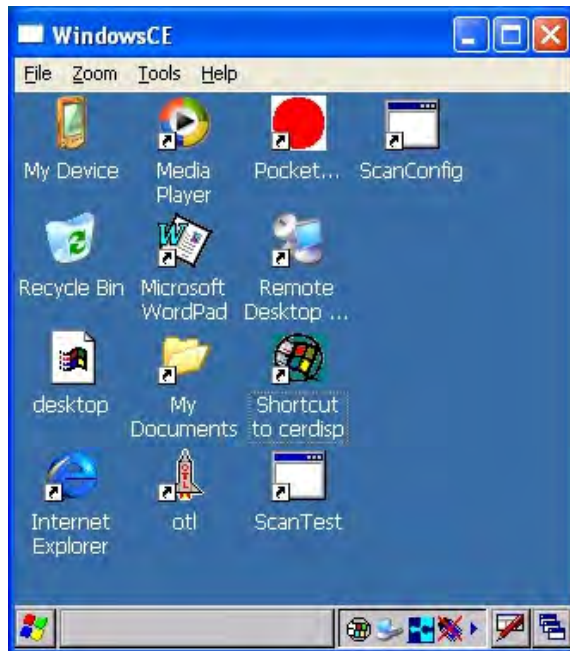 WindowsCE
File Zoom Tools Help
My Device
Media
Player
Pocket...
ScanConfig
Recycle Bin
Microsoft
WordPad
Remote
Desktop ...
desktop
My
Documents
Shortcut
to cerdisp
Internet
Explorer
otl
ScanTest